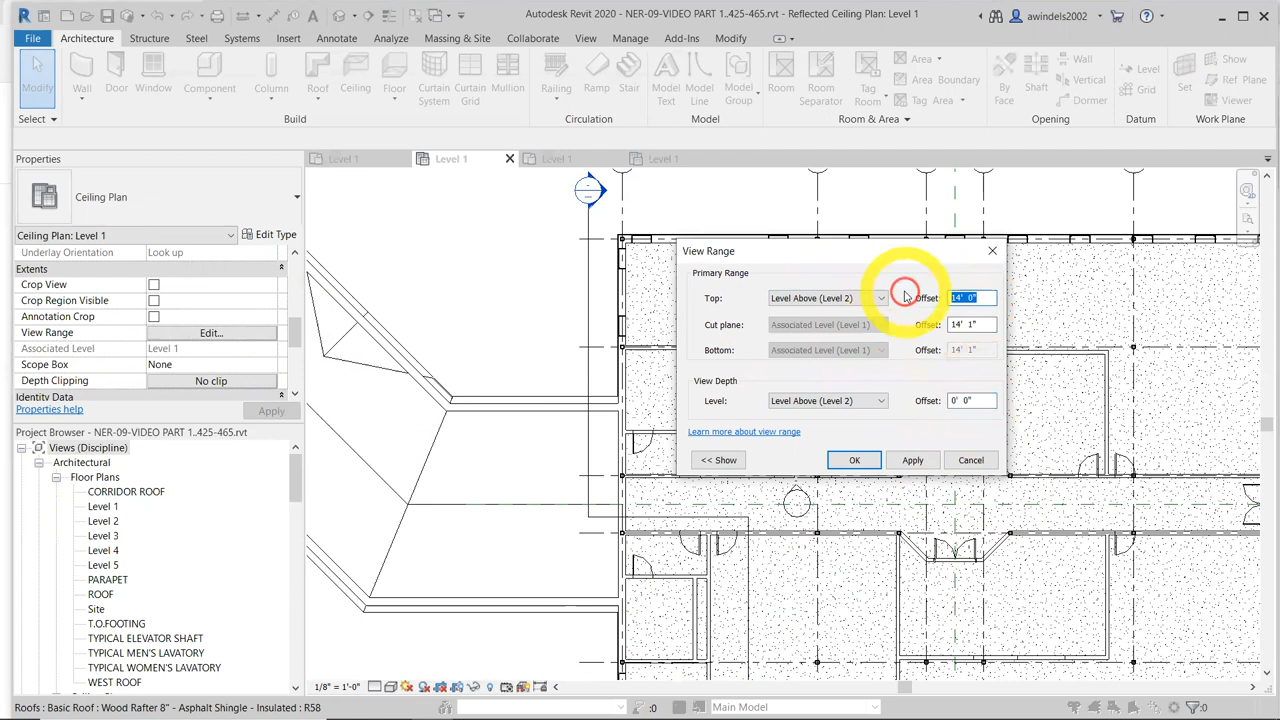 Autodesk Revit 2020 - NER-09-VIDEO PART 1..425-465.rvt - Reflected Ceiling Plan: Level 1
awindels2002
File Architecture Structure Steel Systems Insert Annotate Analyze Massing & Site Collaborate View Manage Add-Ins Modify
Modify Wall Door Window Component Column Roof Ceiling Floor Curtain System Curtain Grid Mullion Railing Ramp Stair Model Text Model Line Model Group Room Room Separator Tag Room Area Area Boundary Tag Area By Face Shaft Wall Vertical Dormer Level Grid Set Show Ref Plane Viewer
Select Build Circulation Model Room & Area Opening Datum Work Plane
Properties
Level 1 Level 1 Level 1 Level 1
Ceiling Plan
Ceiling Plan: Level 1 Edit Type
Underlay Orientation Look up
Extents
Crop View
Crop Region Visible
Annotation Crop
View Range Edit...
Associated Level Level 1
Scope Box None
Depth Clipping No clip
Identity Data
Properties help Apply
Project Browser - NER-09-VIDEO PART 1..425-465.rvt
Views (Discipline)
Architectural
Floor Plans
CORRIDOR ROOF
Level 1
Level 2
Level 3
Level 4
Level 5
PARAPET
ROOF
Site
T.O.FOOTING
TYPICAL ELEVATOR SHAFT
TYPICAL MEN'S LAVATORY
TYPICAL WOMEN'S LAVATORY
WEST ROOF
View Range
Primary Range
Top: Level Above (Level 2) Offset: 14' 0"
Cut plane: Associated Level (Level 1) Offset: 14' 1"
Bottom: Associated Level (Level 1) Offset: 14' 1"
View Depth
Level: Level Above (Level 2) Offset: 0' 0"
Learn more about view range
<< Show OK Apply Cancel
1/8" = 1'-0"
Roofs : Basic Roof : Wood Rafter 8" - Asphalt Shingle - Insulated : R58
:0 Main Model :0